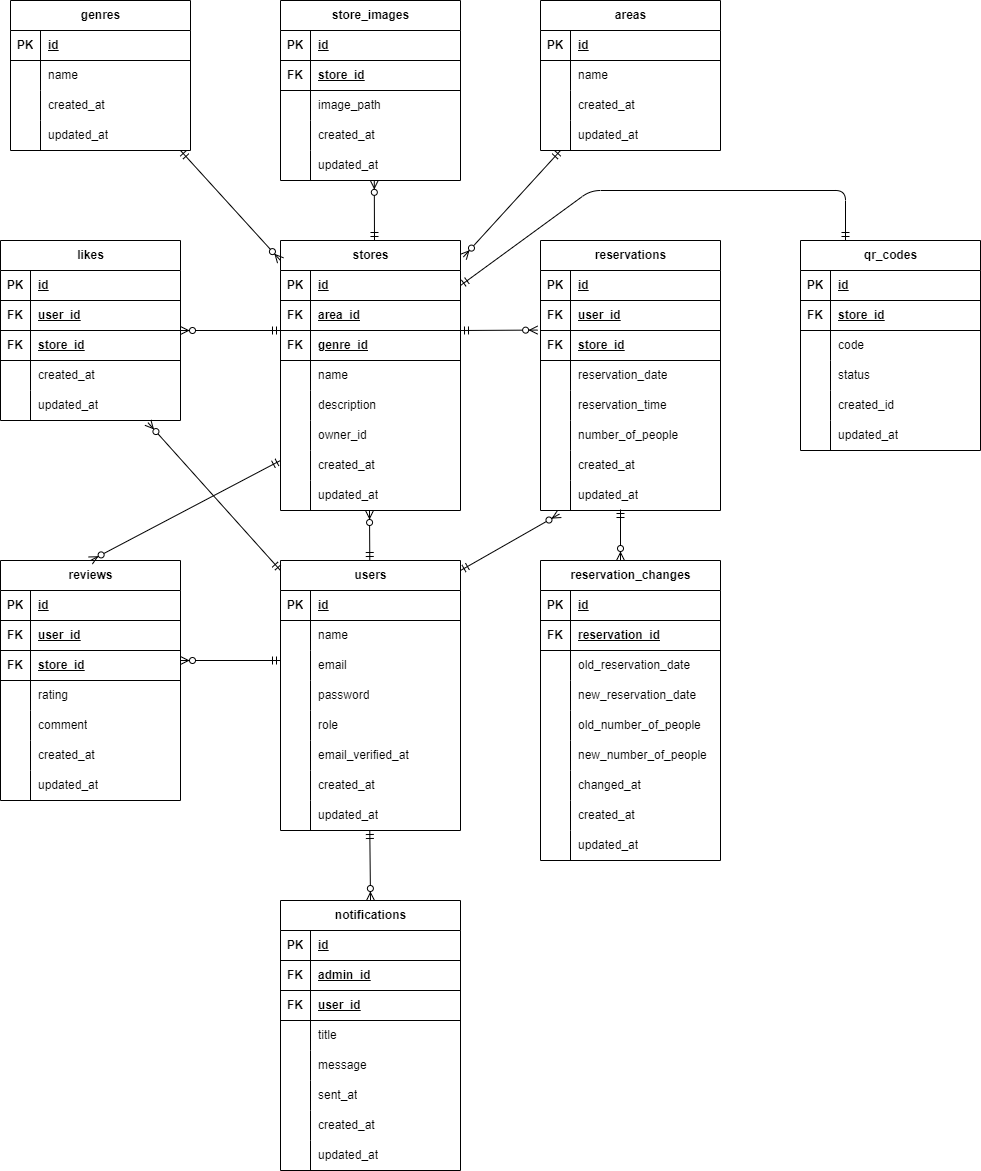 genres
PK id
name
created_at
updated_at
store_images
PK id
FK store_id
image_path
created_at
updated_at
areas
PK id
name
created_at
updated_at
likes
PK id
FK user_id
FK store_id
created_at
updated_at
stores
PK id
FK area_id
FK genre_id
name
description
owner_id
created_at
updated_at
reservations
PK id
FK user_id
FK store_id
reservation_date
reservation_time
number_of_people
created_at
updated_at
qr_codes
PK id
FK store_id
code
status
created_id
updated_at
reviews
PK id
FK user_id
FK store_id
rating
comment
created_at
updated_at
users
PK id
name
email
password
role
email_verified_at
created_at
updated_at
reservation_changes
PK id
FK reservation_id
old_reservation_date
new_reservation_date
old_number_of_people
new_number_of_people
changed_at
created_at
updated_at
notifications
PK id
FK admin_id
FK user_id
title
message
sent_at
created_at
updated_at